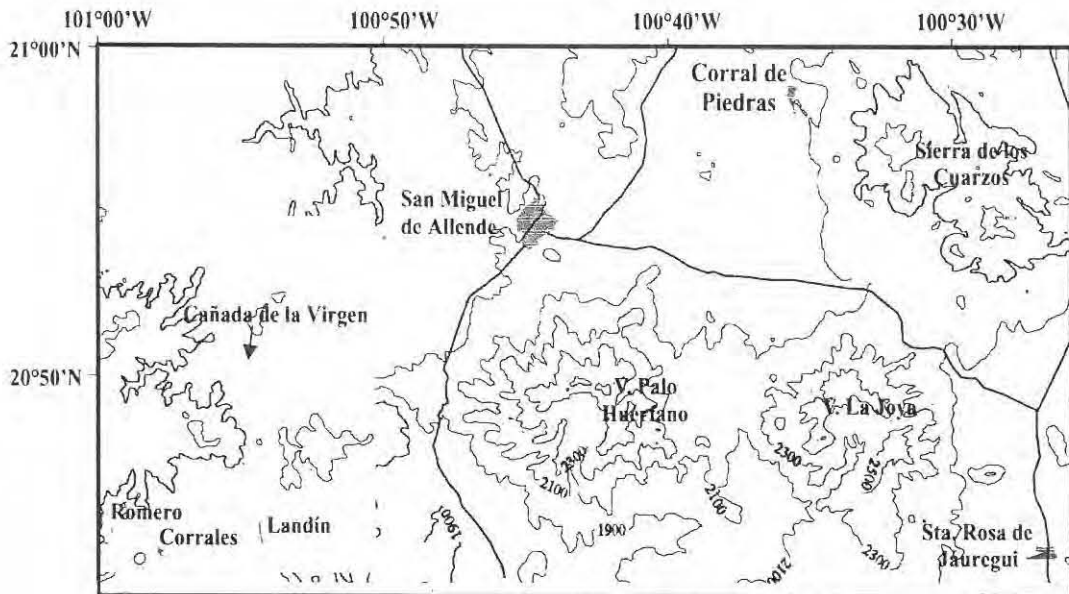 101°00'W
100°50'W
100°40'W
100°30'W
21°00'N
Corral de
Piedras
Sierra de los
Cuarzos
San Miguel
de Allende
Cañada de la Virgen
20°50'N
V. Palo
Huerfano
V. La Joya
2300
2100
2300
2500
2100
1900
1900
Romero
Corrales
Landín
2100
2300
Sta. Rosa de
Jauregui